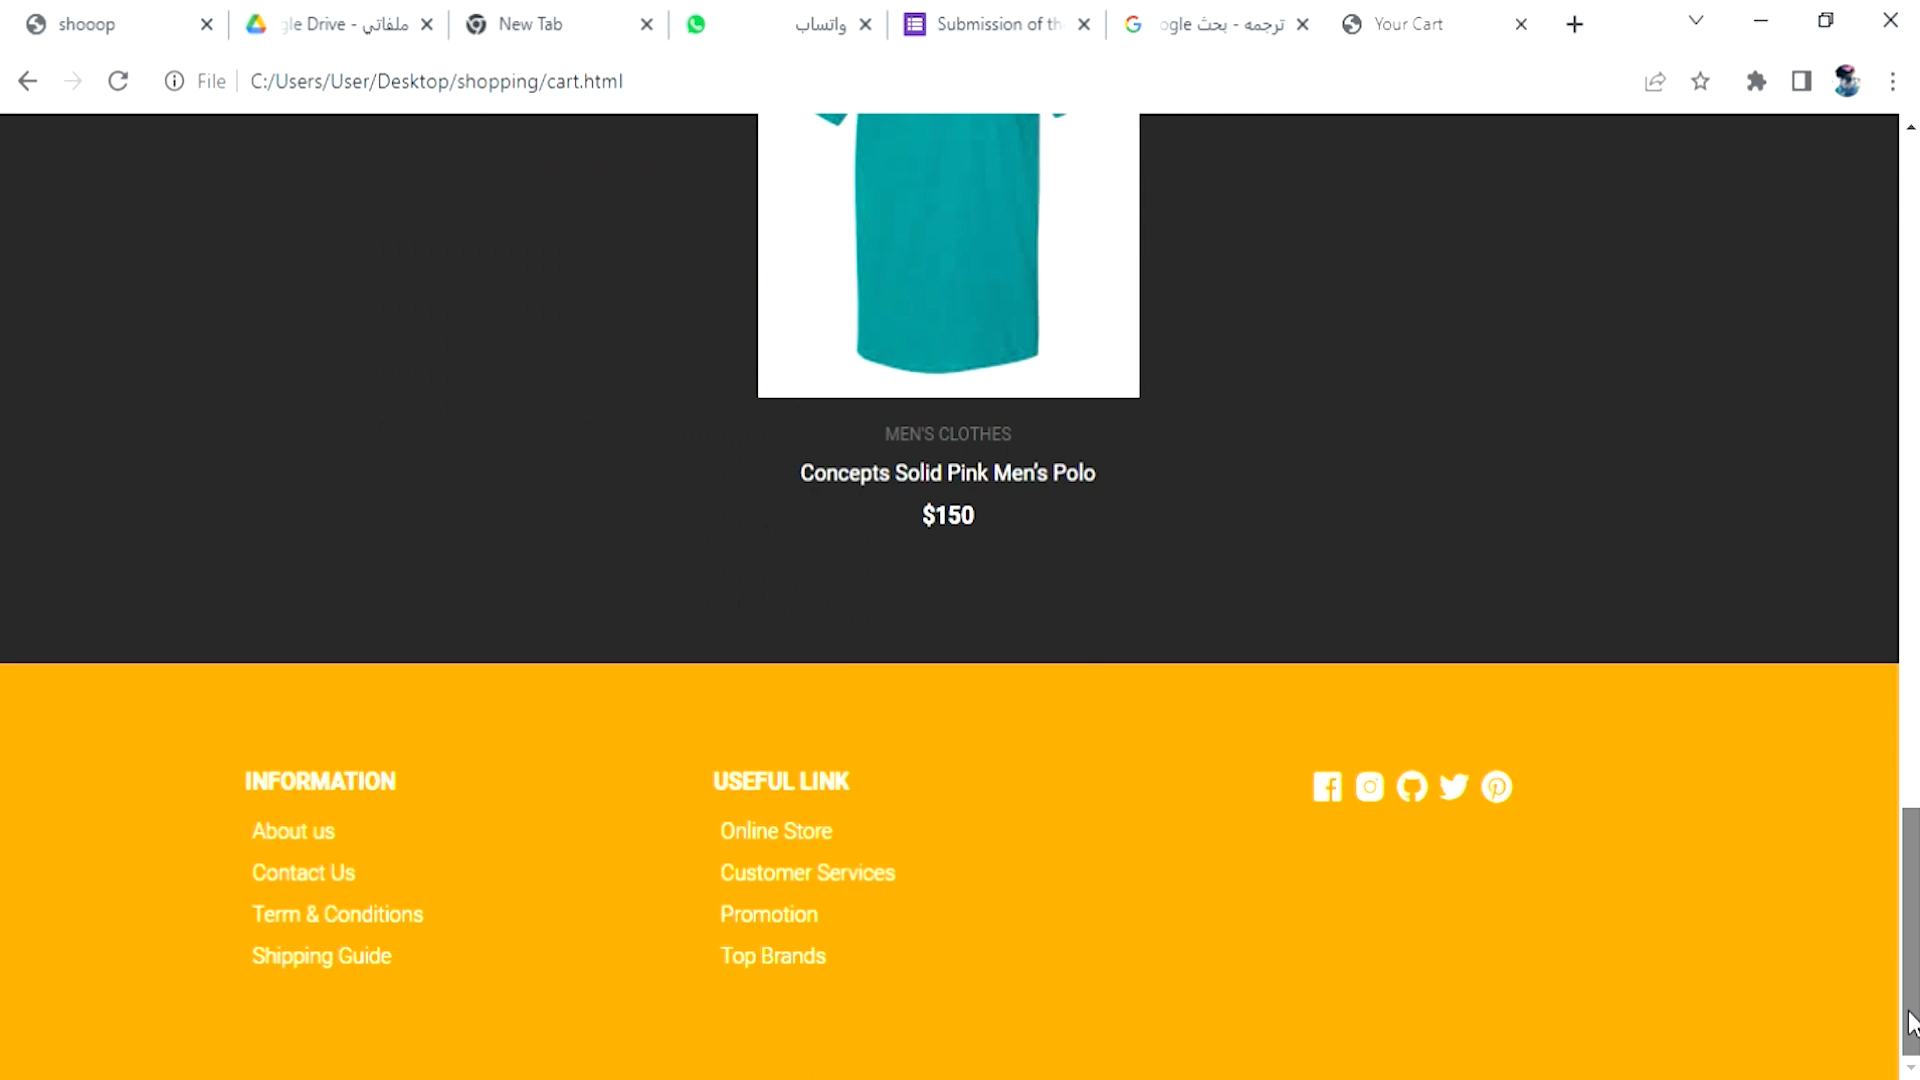 shooop
gle Drive - ملفاتي
New Tab
واتساب
Submission of th
ogle ترجمه - بحث
Your Cart
File
C:/Users/User/Desktop/shopping/cart.html
MEN'S CLOTHES
Concepts Solid Pink Men's Polo
$150
INFORMATION
About us
Contact Us
Term & Conditions
Shipping Guide
USEFUL LINK
Online Store
Customer Services
Promotion
Top Brands